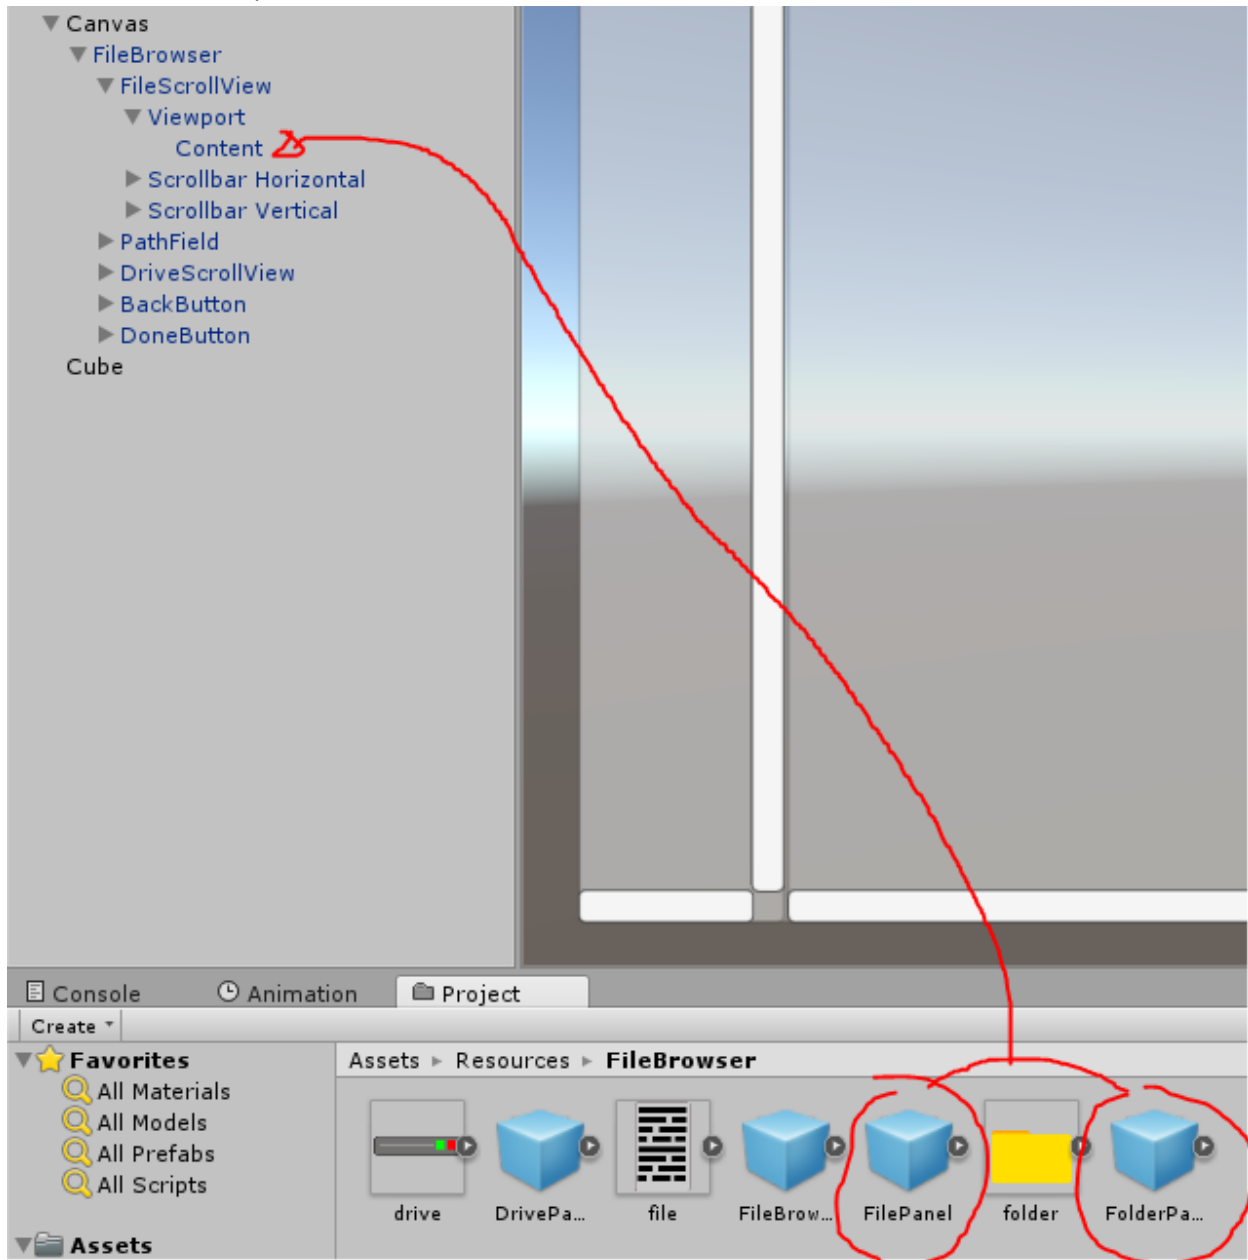 Canvas
FileBrowser
FileScrollView
Viewport
Content
Scrollbar Horizontal
Scrollbar Vertical
PathField
DriveScrollView
BackButton
DoneButton
Cube
Console Animation Project
Create
Favorites
All Materials
All Models
All Prefabs
All Scripts
Assets
Assets Resources FileBrowser
drive DrivePa... file FileBrow... FilePanel folder FolderPa...